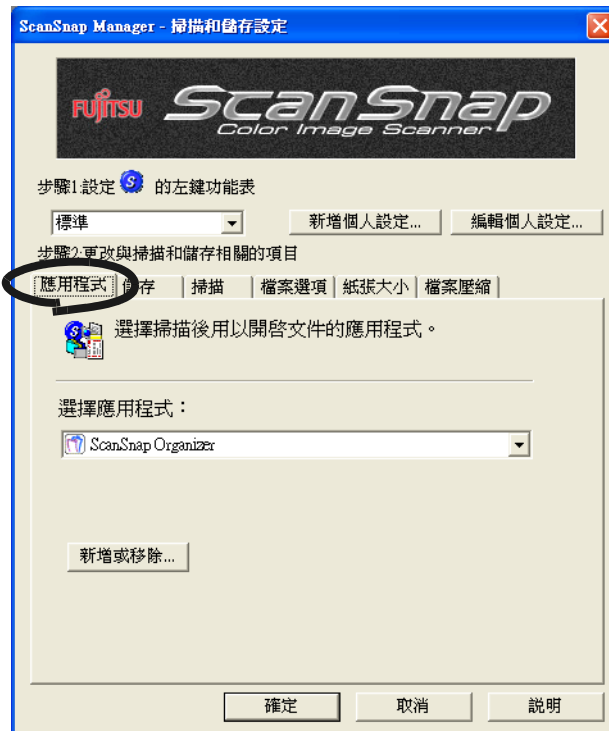 ScanSnap Manager - 掃描和儲存設定
FUJITSU ScanSnap
Color Image Scanner
步驟1:設定 S 的左鍵功能表
標準 新增個人設定... 編輯個人設定...
步驟2:更改與掃描和儲存相關的項目
應用程式 儲存 掃描 檔案選項 紙張大小 檔案壓縮
選擇掃描後用以開啓文件的應用程式。
選擇應用程式：
ScanSnap Organizer
新增或移除...
確定 取消 說明